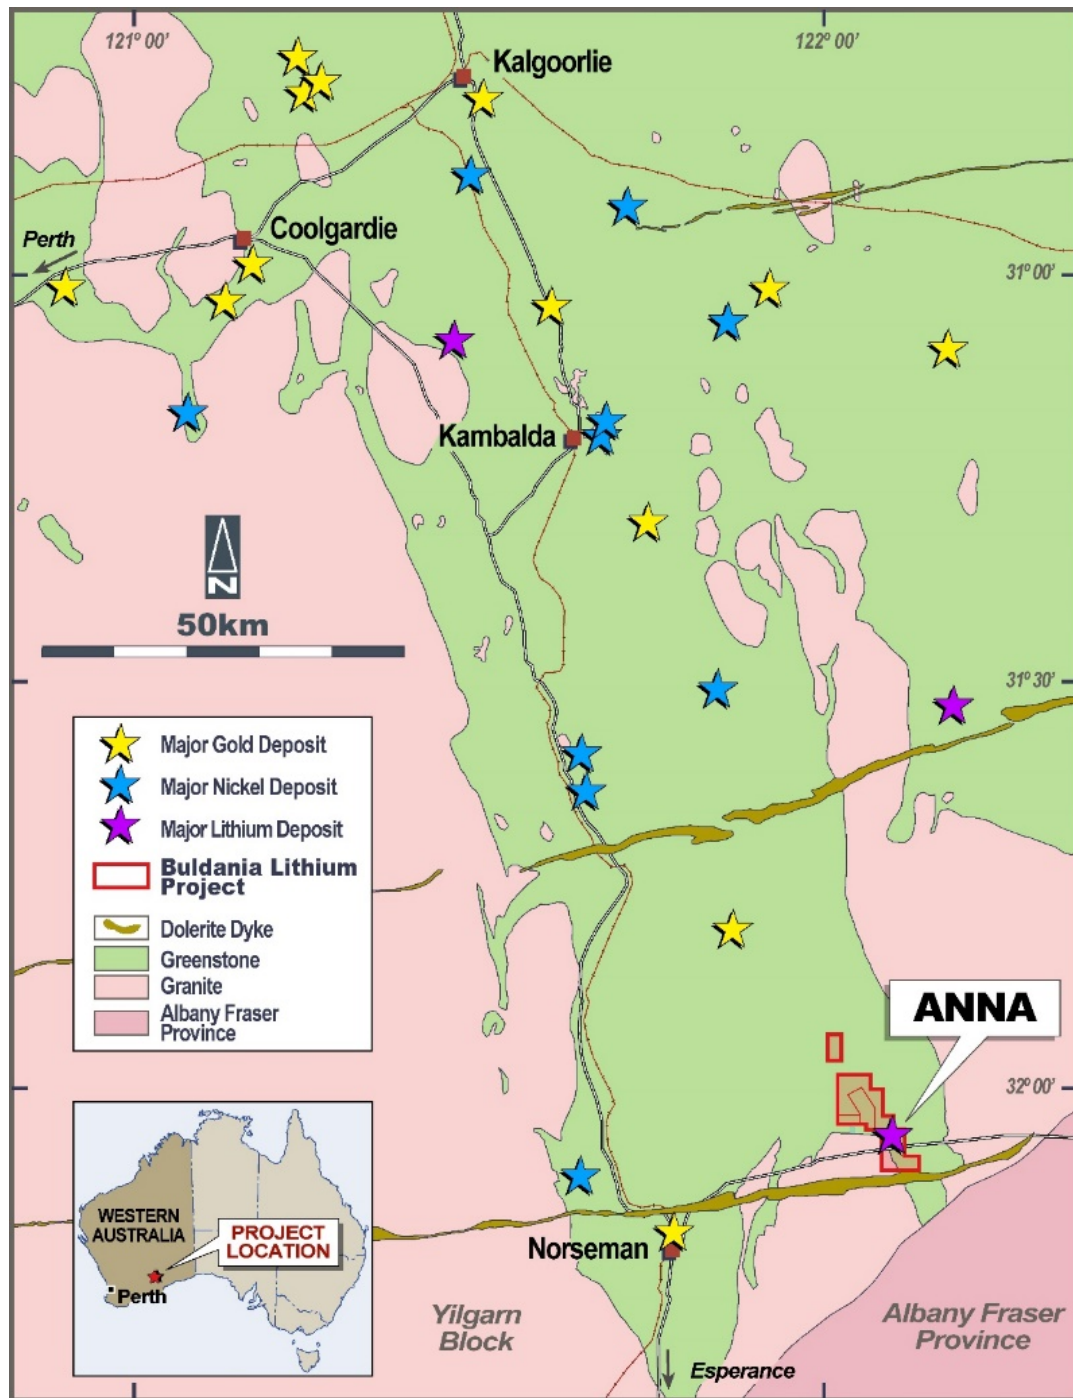 121° 00'
122° 00'
Kalgoorlie
Coolgardie
Perth
31° 00'
Kambalda
N
50km
31° 30'
Major Gold Deposit
Major Nickel Deposit
Major Lithium Deposit
Buldania Lithium
Project
Dolerite Dyke
Greenstone
Granite
Albany Fraser
Province
ANNA
32° 00'
WESTERN
AUSTRALIA
PROJECT
LOCATION
Perth
Norseman
Yilgarn
Block
Albany Fraser
Province
Esperance